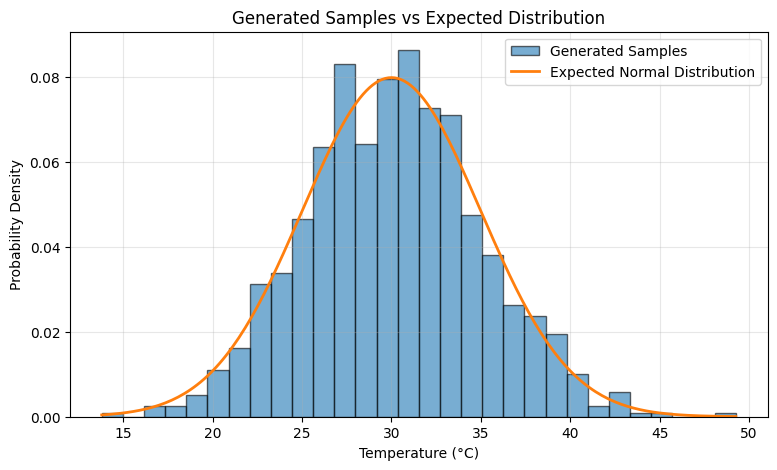 Generated Samples vs Expected Distribution
Generated Samples
Expected Normal Distribution
Probability Density
0.08
0.06
0.04
0.02
0.00
15 20 25 30 35 40 45 50
Temperature (°C)